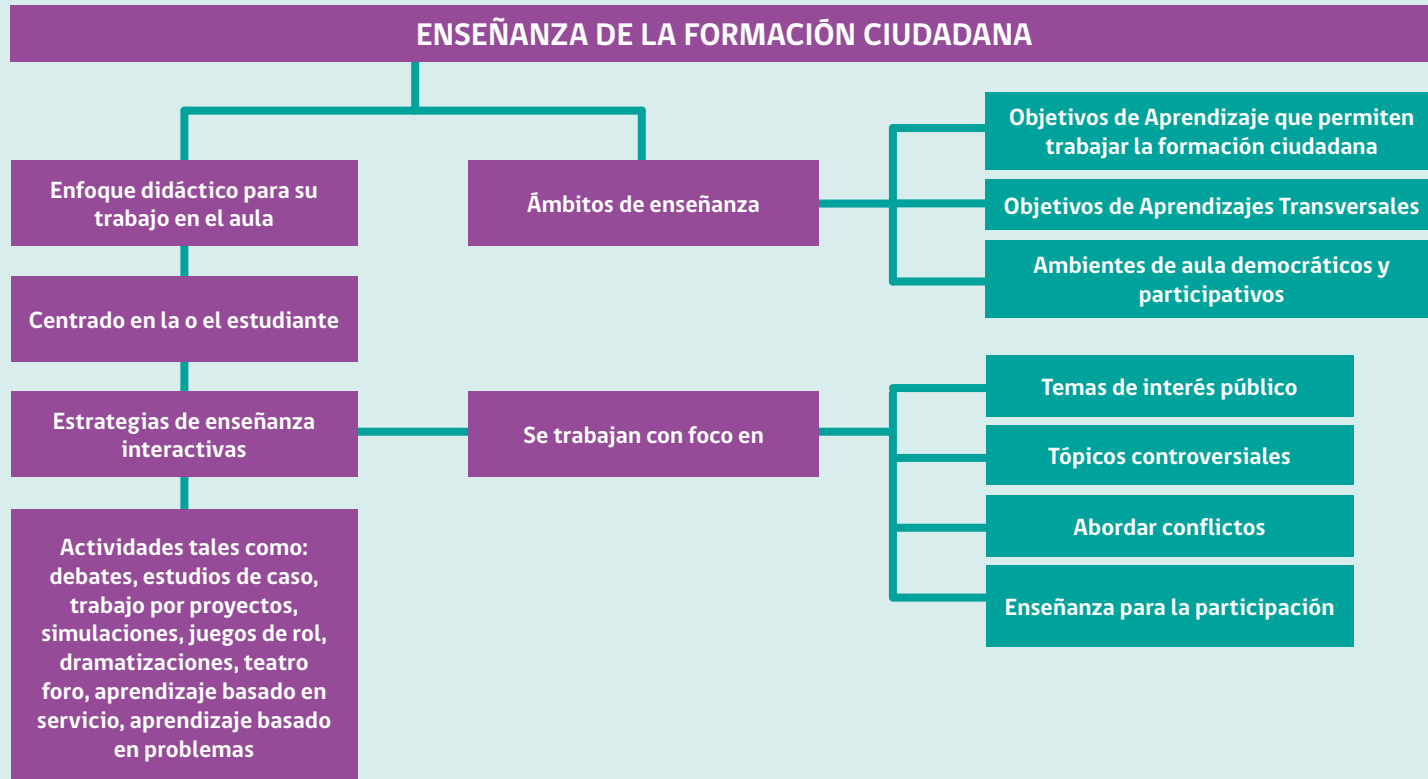 ENSEÑANZA DE LA FORMACIÓN CIUDADANA
Enfoque didáctico para su
trabajo en el aula
Centrado en la o el estudiante
Estrategias de enseñanza
interactivas
Actividades tales como:
debates, estudios de caso,
trabajo por proyectos,
simulaciones, juegos de rol,
dramatizaciones, teatro
foro, aprendizaje basado en
servicio, aprendizaje basado
en problemas
Ámbitos de enseñanza
Objetivos de Aprendizaje que permiten
trabajar la formación ciudadana
Objetivos de Aprendizajes Transversales
Ambientes de aula democráticos y
participativos
Se trabajan con foco en
Temas de interés público
Tópicos controversiales
Abordar conflictos
Enseñanza para la participación